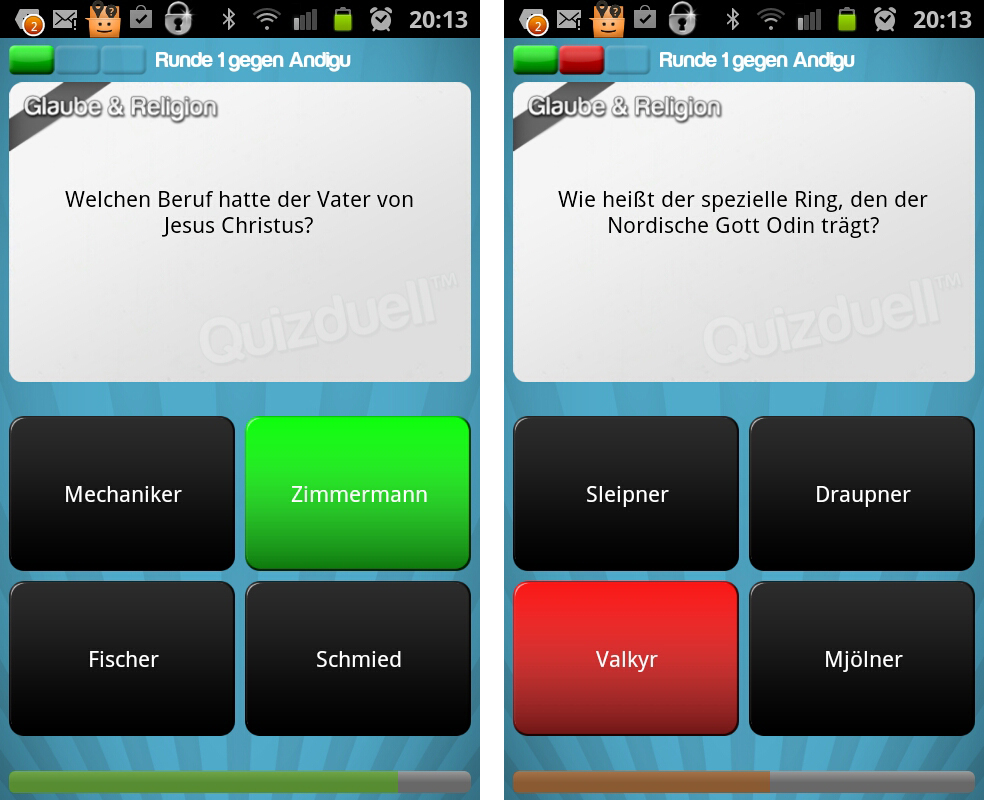 2
20:13
Runde 1 gegen Andigu
Glaube & Religion
Welchen Beruf hatte der Vater von
Jesus Christus?
Quizduell™
Mechaniker
Zimmermann
Fischer
Schmied
2
20:13
Runde 1 gegen Andigu
Glaube & Religion
Wie heißt der spezielle Ring, den der
Nordische Gott Odin trägt?
Quizduell™
Sleipner
Draupner
Valkyr
Mjölner